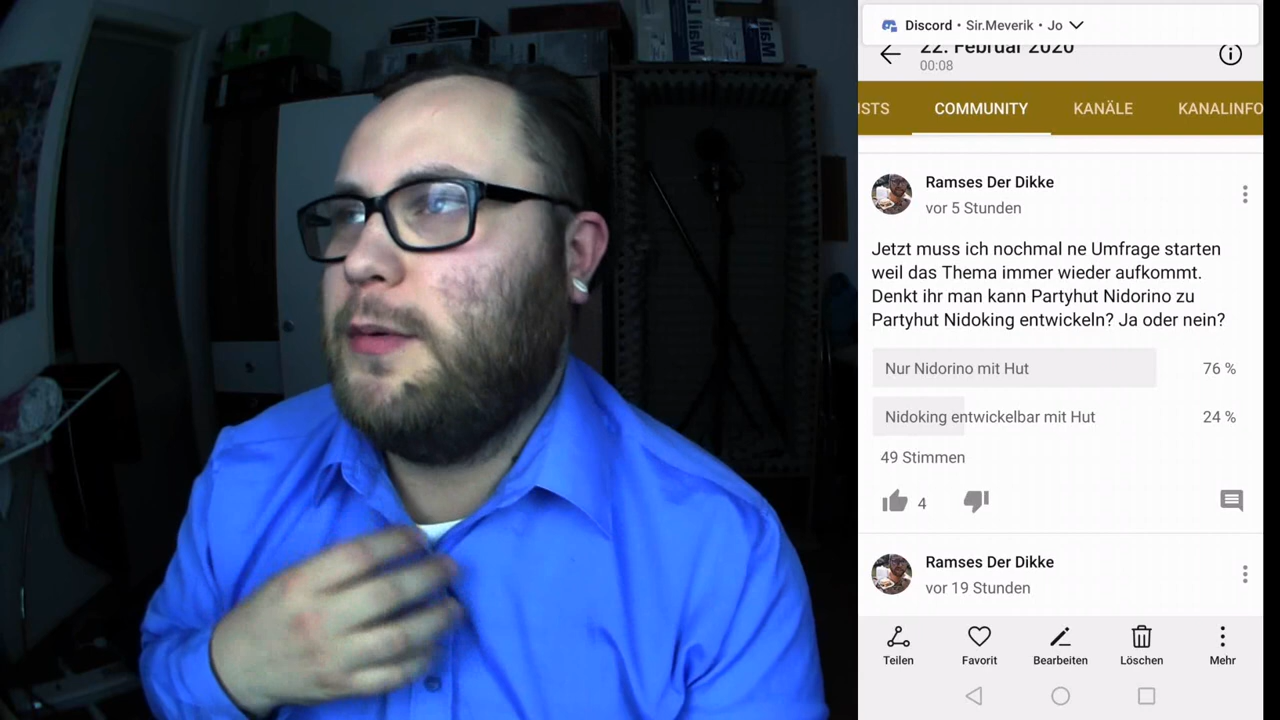 Mail
Mail
Discord • Sir.Meverik • Jo
22. Februar 2020
00:08
ISTS COMMUNITY KANÄLE KANALINFO
Ramses Der Dikke
vor 5 Stunden
Jetzt muss ich nochmal ne Umfrage starten
weil das Thema immer wieder aufkommt.
Denkt ihr man kann Partyhut Nidorino zu
Partyhut Nidoking entwickeln? Ja oder nein?
Nur Nidorino mit Hut 76 %
Nidoking entwickelbar mit Hut 24 %
49 Stimmen
4
Ramses Der Dikke
vor 19 Stunden
Teilen Favorit Bearbeiten Löschen Mehr